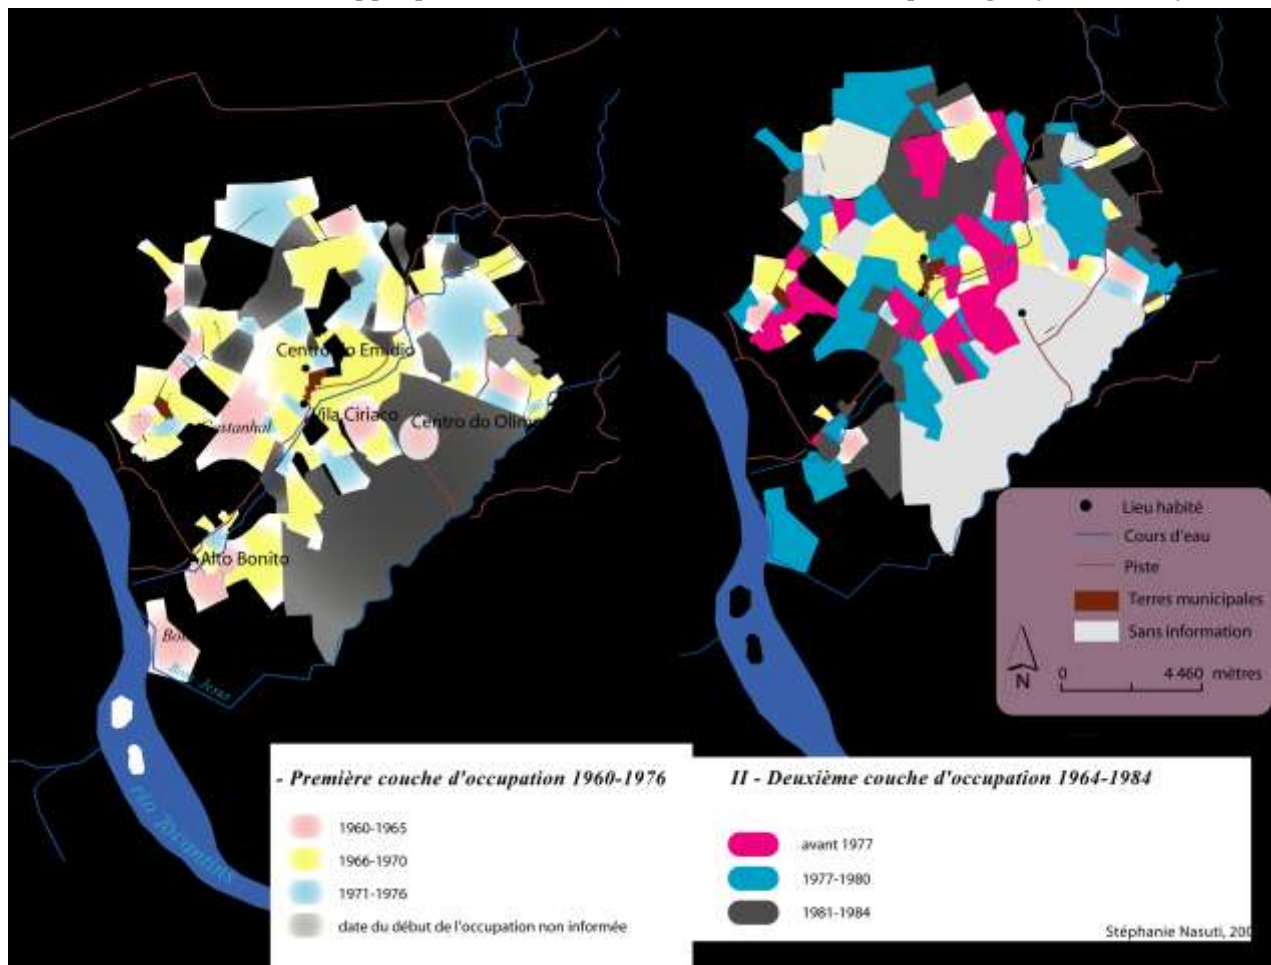 Centro do Emidio
Vila Ciriaco
Castanhal
Centro do
Alto Bonito
Jesus
rio Tocantins
Lieu habité
Cours d'eau
Piste
Terres municipales
Sans information
N
0 4 460 mètres
- Première couche d'occupation 1960-1976
1960-1965
1966-1970
1971-1976
date du début de l'occupation non informée
II - Deuxième couche d'occupation 1964-1984
avant 1977
1977-1980
1981-1984
Stéphanie Nasuti,